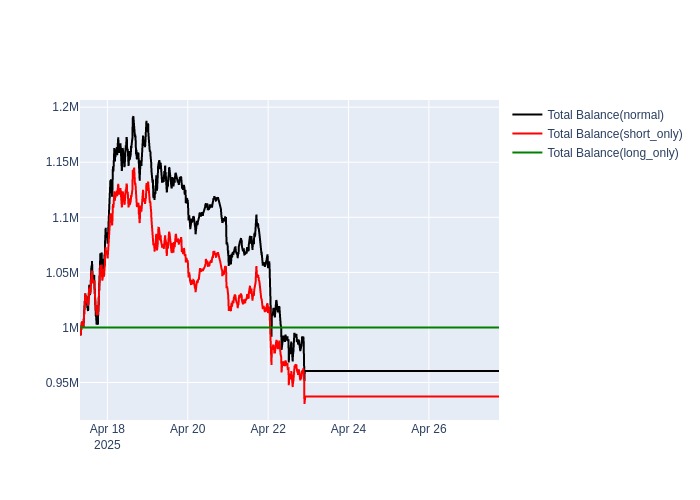 1.2M
1.15M
1.1M
1.05M
1M
0.95M
Apr 18
2025
Apr 20
Apr 22
Apr 24
Apr 26
Total Balance(normal)
Total Balance(short_only)
Total Balance(long_only)